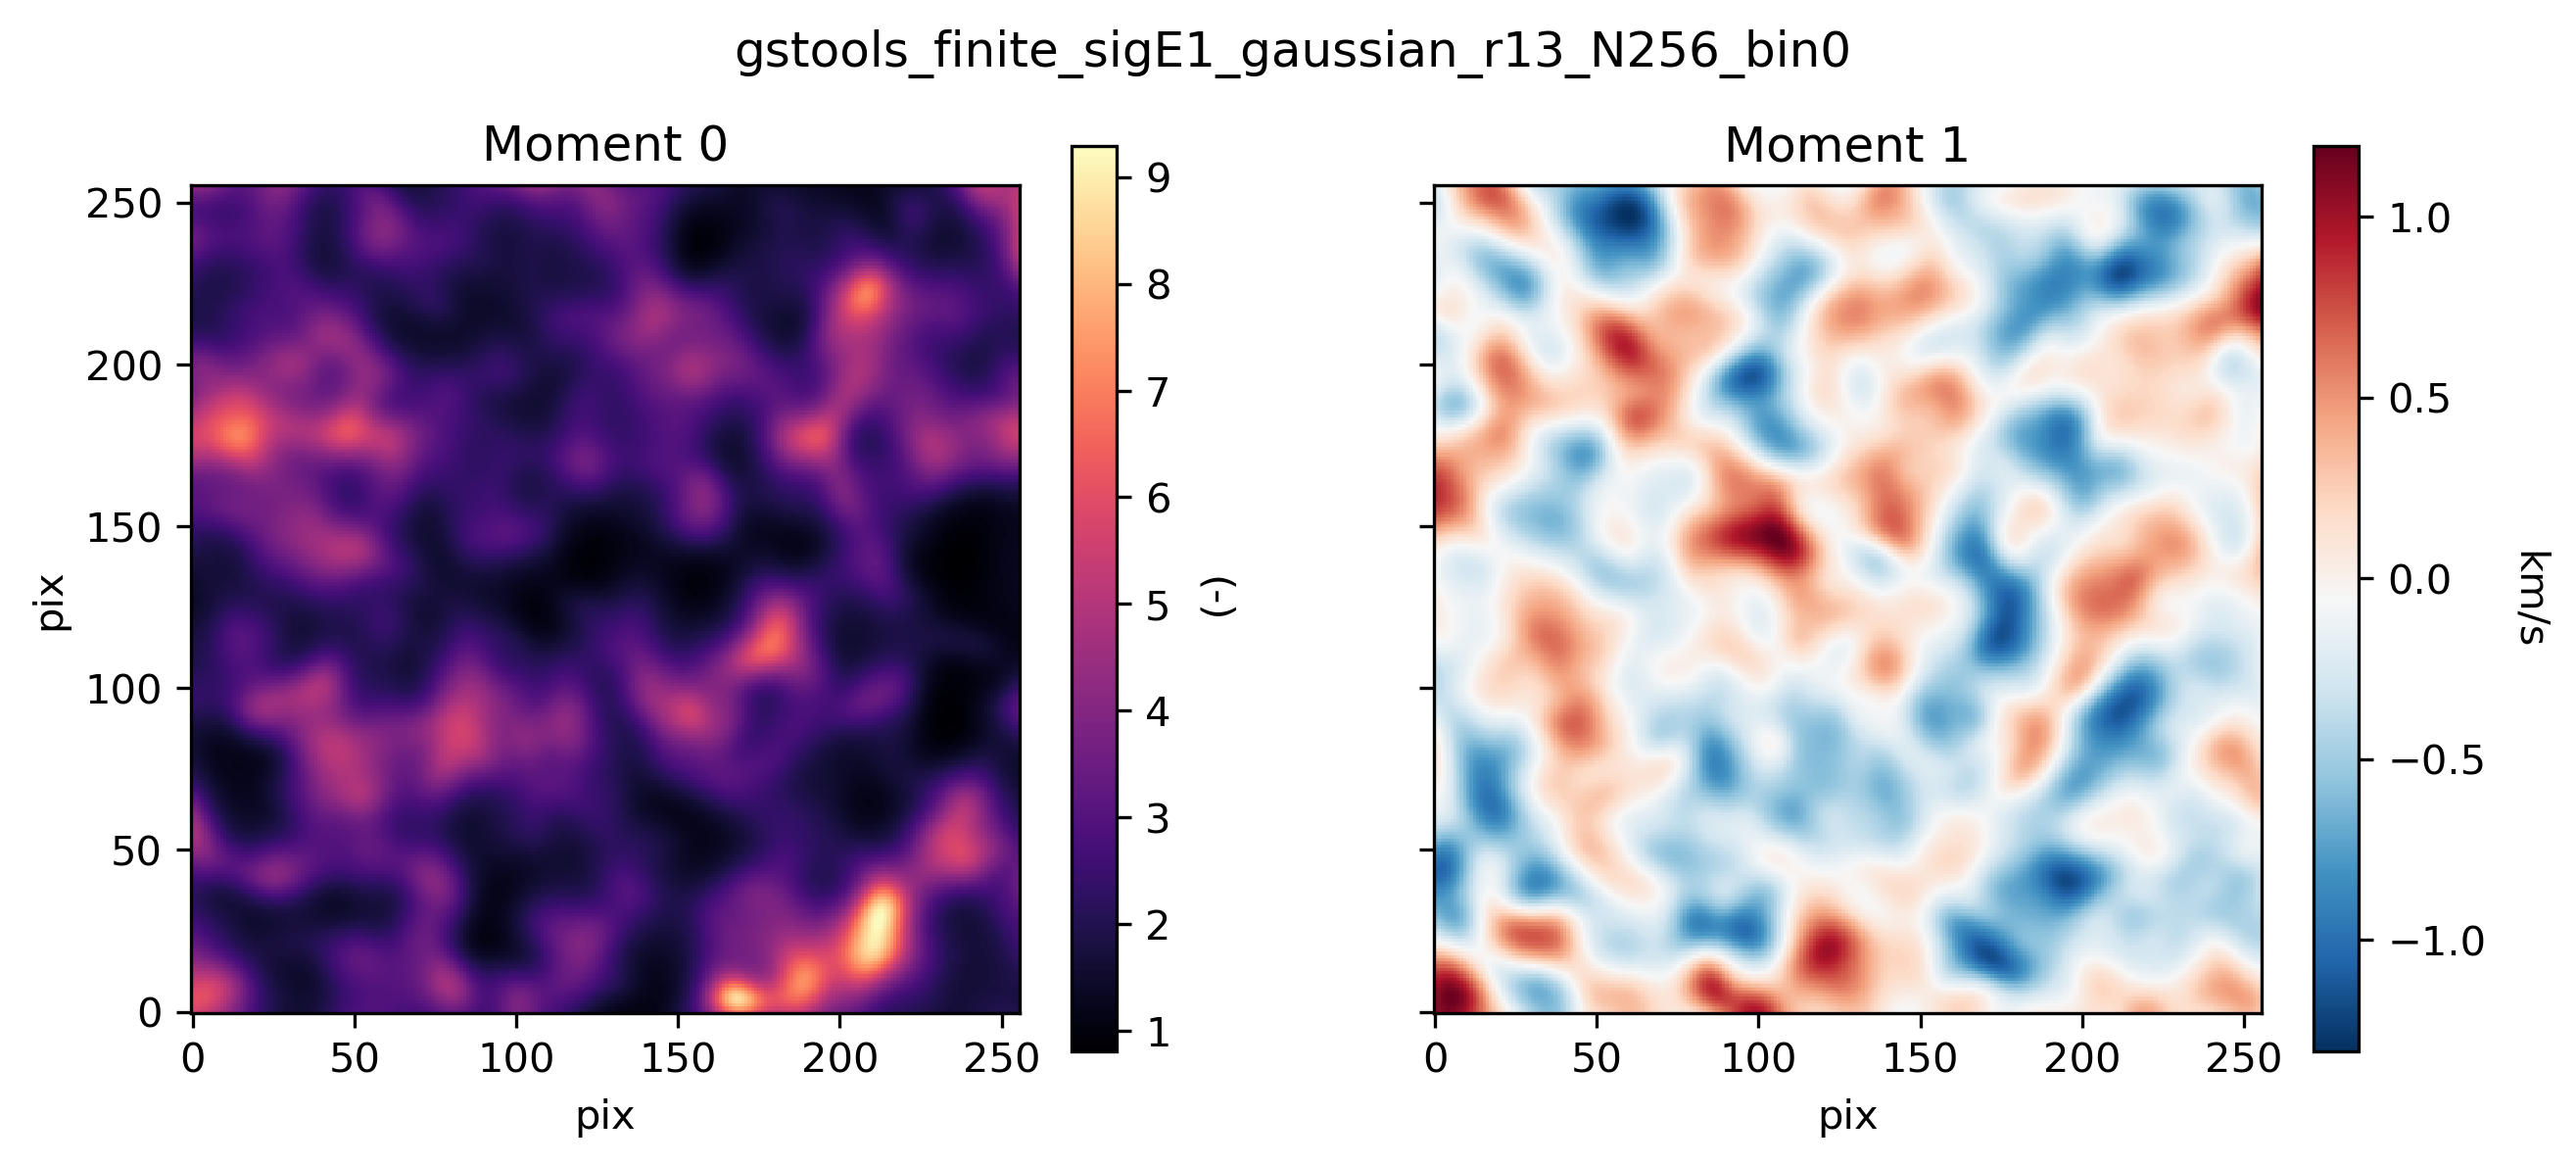 gstools_finite_sigE1_gaussian_r13_N256_bin0
Moment 0
250
200
150
100
50
0
pix
0 50 100 150 200 250
pix
9
8
7
6
5
4
3
2
1
(-)
Moment 1
0 50 100 150 200 250
pix
1.0
0.5
0.0
−0.5
−1.0
km/s